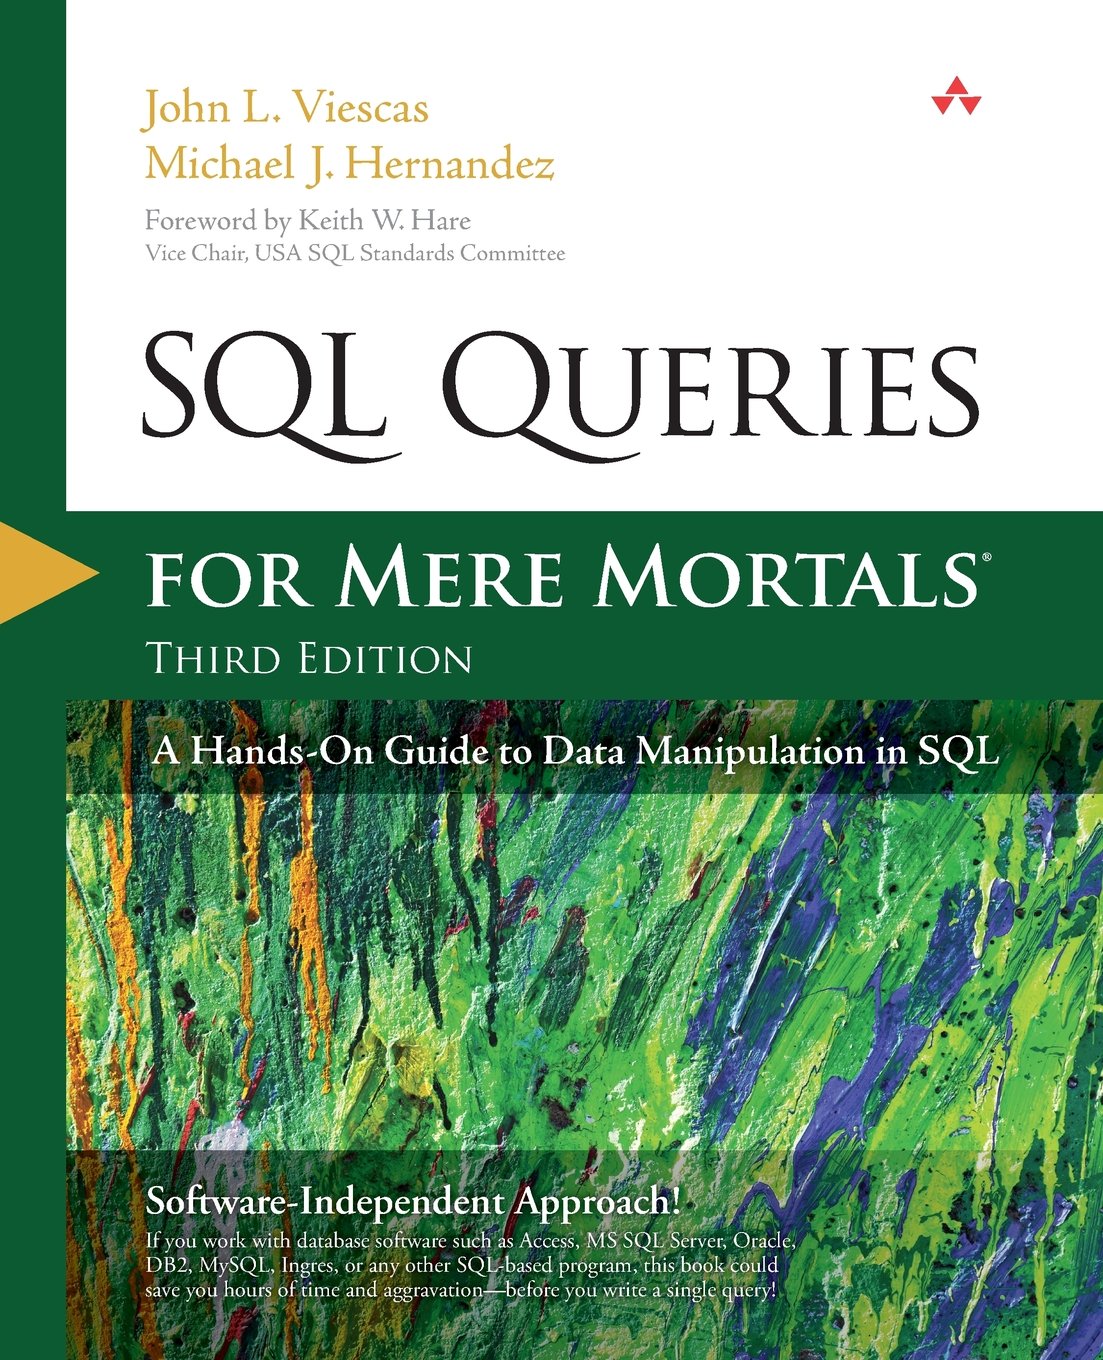 John L. Viescas
Michael J. Hernandez
Foreword by Keith W. Hare
Vice Chair, USA SQL Standards Committee
SQL QUERIES
FOR MERE MORTALS®
THIRD EDITION
A Hands-On Guide to Data Manipulation in SQL
Software-Independent Approach!
If you work with database software such as Access, MS SQL Server, Oracle,
DB2, MySQL, Ingres, or any other SQL-based program, this book could
save you hours of time and aggravation—before you write a single query!